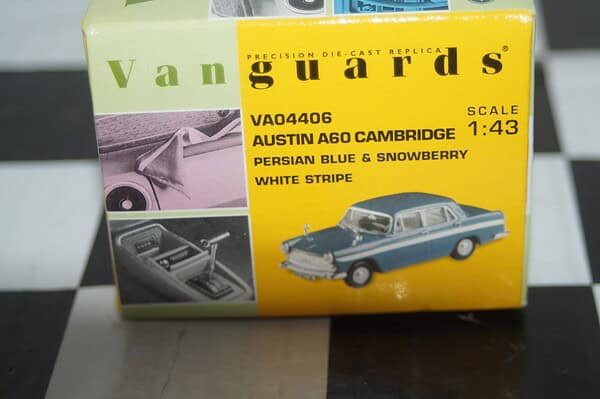 Vanguards®
PRECISION DIE-CAST REPLICA
VA04406
AUSTIN A60 CAMBRIDGE
PERSIAN BLUE & SNOWBERRY
WHITE STRIPE
SCALE
1:43